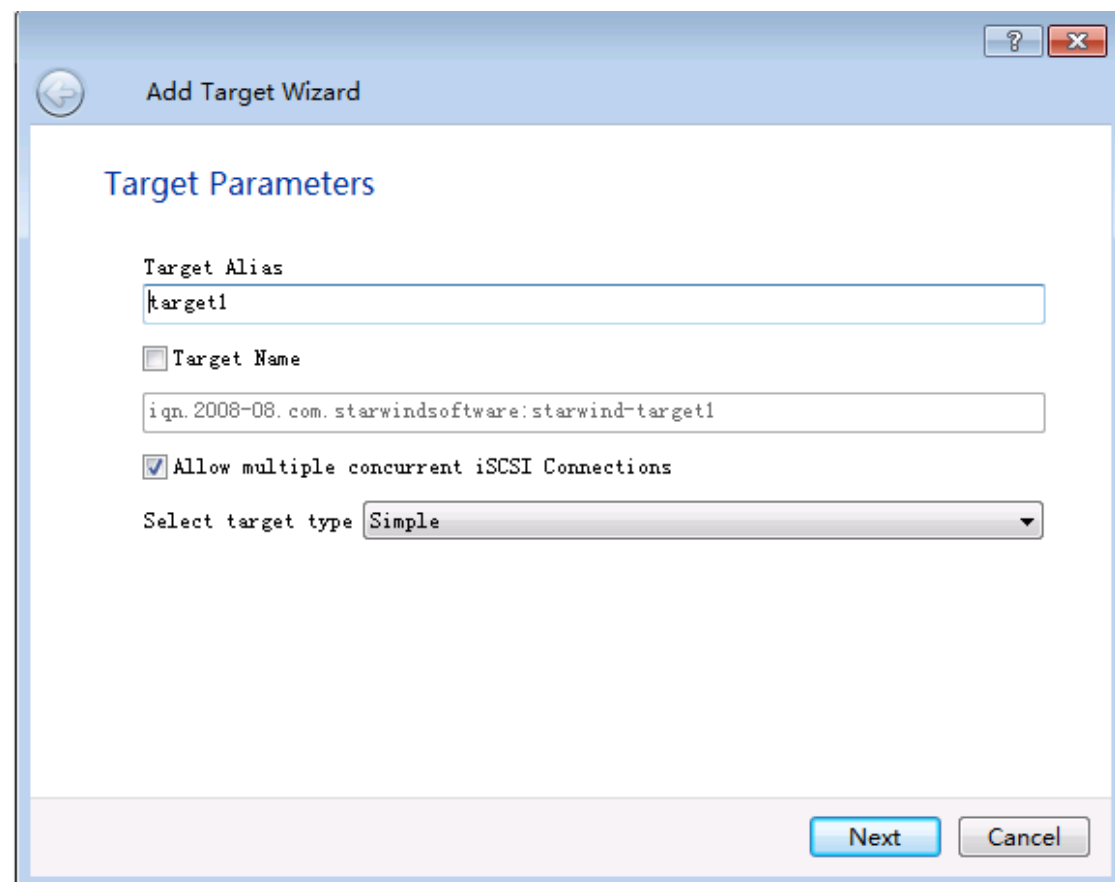 ?
Add Target Wizard
Target Parameters
Target Alias
target1
Target Name
iqn.2008-08.com.starwindsoftware:starwind-target1
Allow multiple concurrent iSCSI Connections
Select target type Simple
Next Cancel